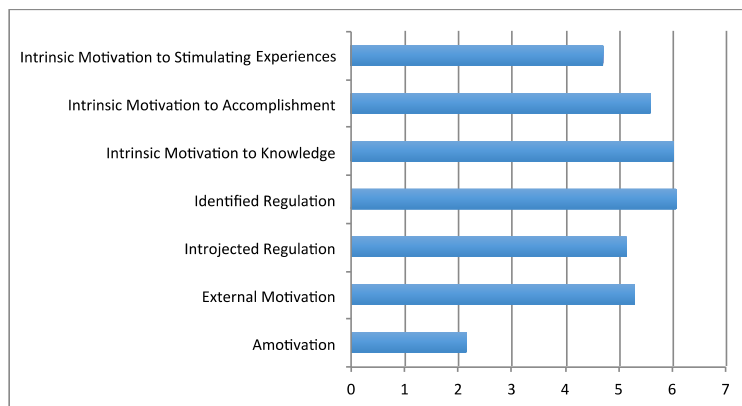 Intrinsic Motivation to Stimulating Experiences
Intrinsic Motivation to Accomplishment
Intrinsic Motivation to Knowledge
Identified Regulation
Introjected Regulation
External Motivation
Amotivation
0 1 2 3 4 5 6 7